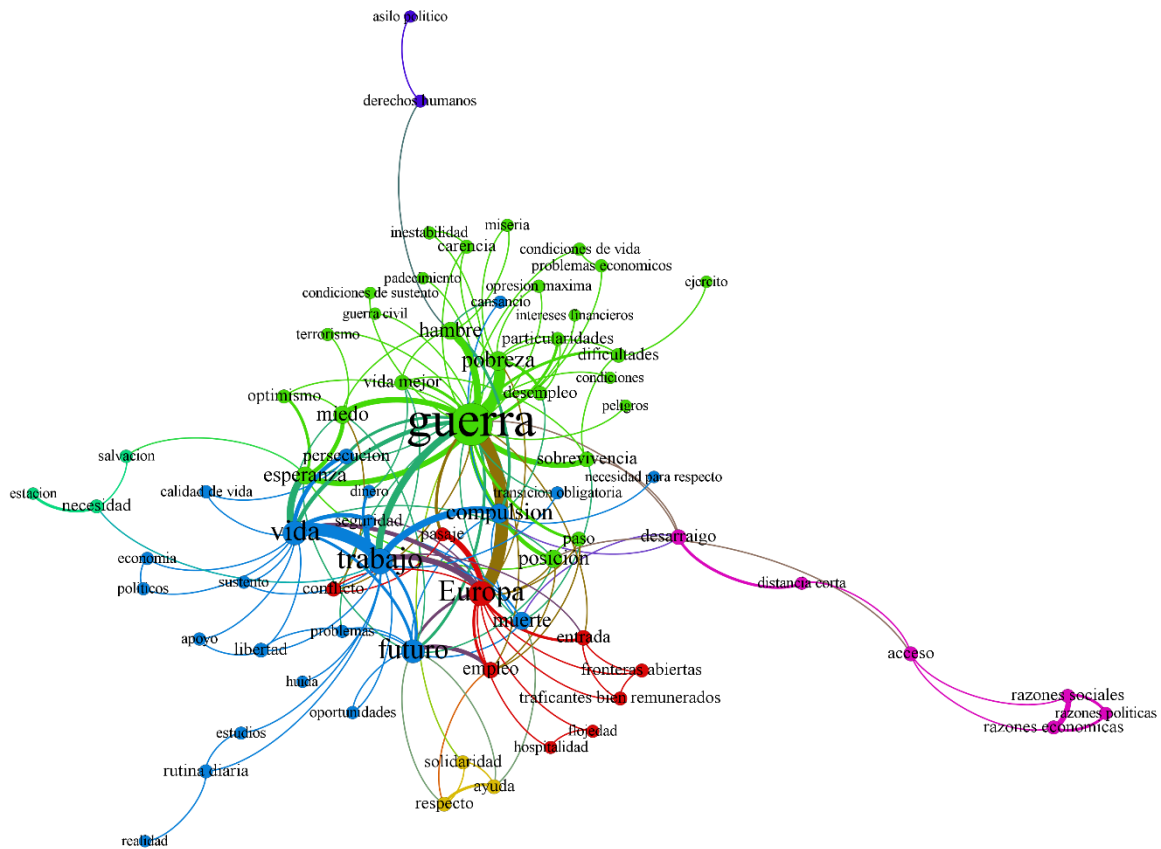 asilo politico
derechos humanos
miseria
inestabilidad
carencia
condiciones de vida
problemas economicos
padecimiento
opresion maxima
ejercito
condiciones de sustento
cansancio
guerra civil
intereses financieros
terrorismo
hambre
particularidades
pobreza
dificultades
vida mejor
desempleo
condiciones
optimismo
miedo
guerra
peligros
salvacion
persecucion
sobrevivencia
esperanza
necesidad para respecto
estacion
necesidad
calidad de vida
dinero
transicion obligatoria
compulsion
seguridad
vida
pasaje
paso
desarraigo
trabajo
posicion
economia
politicos
sustento
conflicto
Europa
distancia corta
muerte
apoyo
libertad
problemas
entrada
futuro
acceso
empleo
fronteras abiertas
huida
traficantes bien remunerados
razones sociales
razones politicas
razones economicas
oportunidades
estudios
flojedad
hospitalidad
solidaridad
rutina diaria
ayuda
respecto
realidad